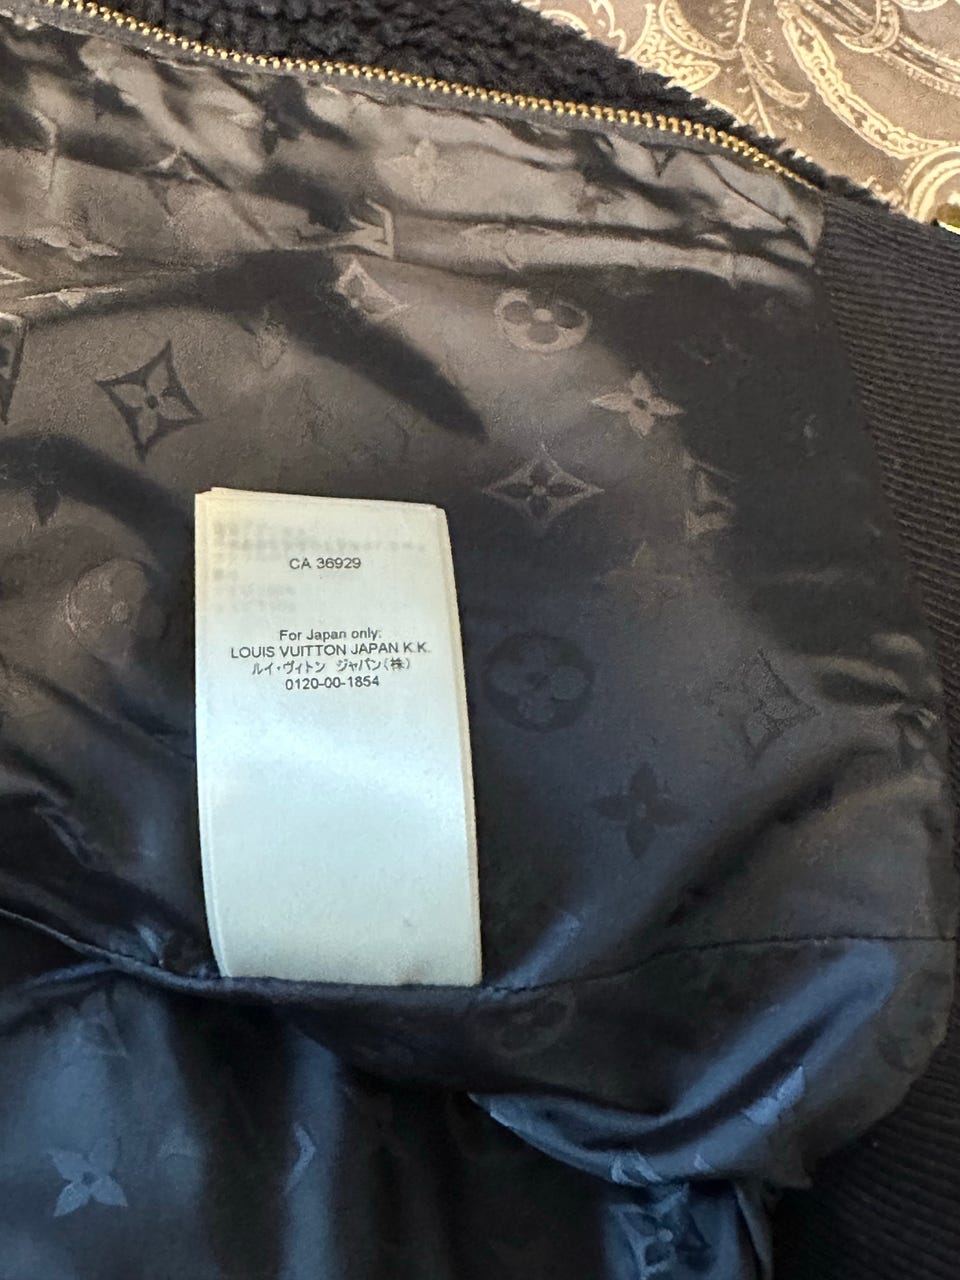 CA 36929
For Japan only:
LOUIS VUITTON JAPAN K.K.
ルイ・ヴィトン ジャパン(株)
0120-00-1854